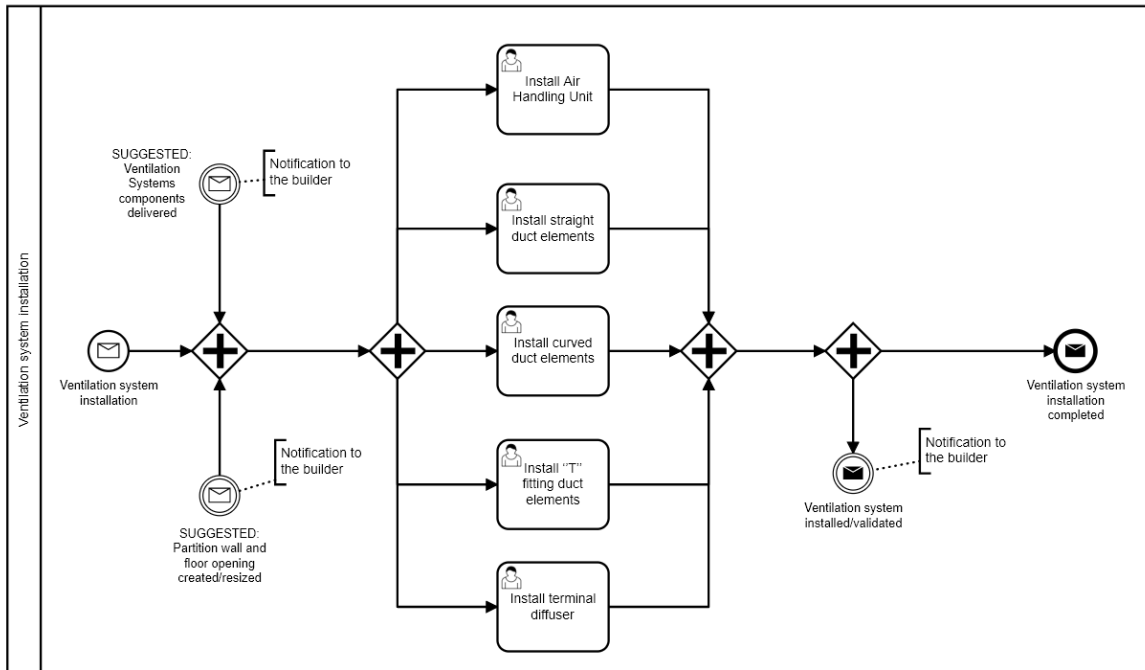 Ventilation system installation
Install Air
Handling Unit
SUGGESTED:
Ventilation
Systems
components
delivered
Notification to
the builder
Install straight
duct elements
Ventilation system
installation
Install curved
duct elements
Ventilation system
installation
completed
Notification to
the builder
SUGGESTED:
Partition wall and
floor opening
created/resized
Install “T”
fitting duct
elements
Notification to
the builder
Ventilation system
installed/validated
Install terminal
diffuser